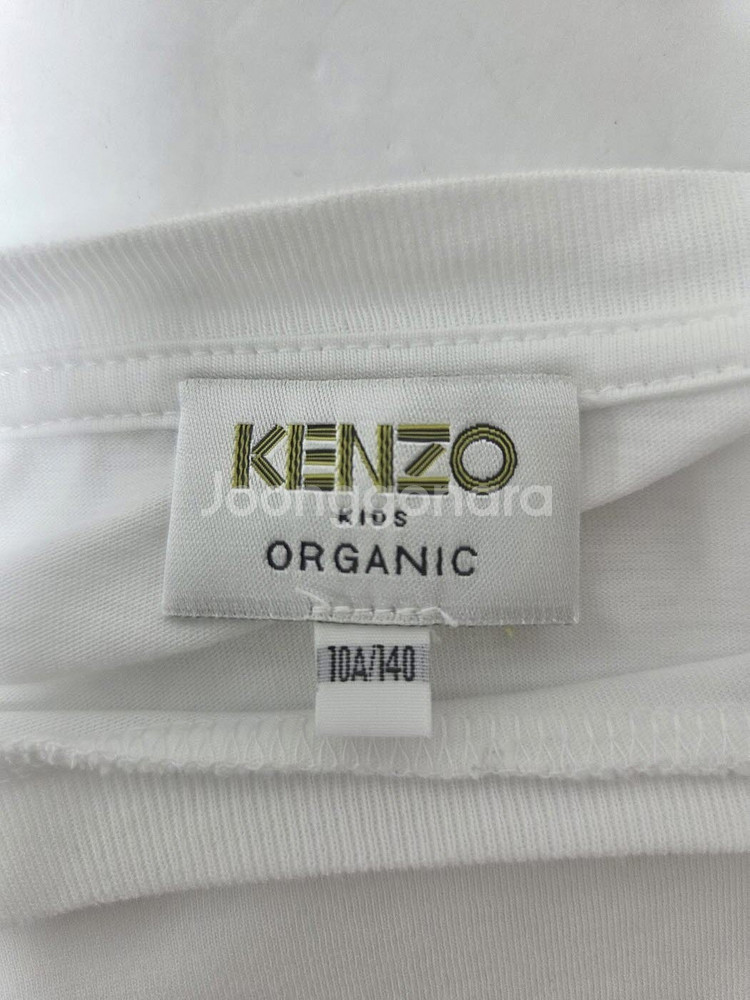 KENZO
Joonggonara
KIDS
ORGANIC
10A/140